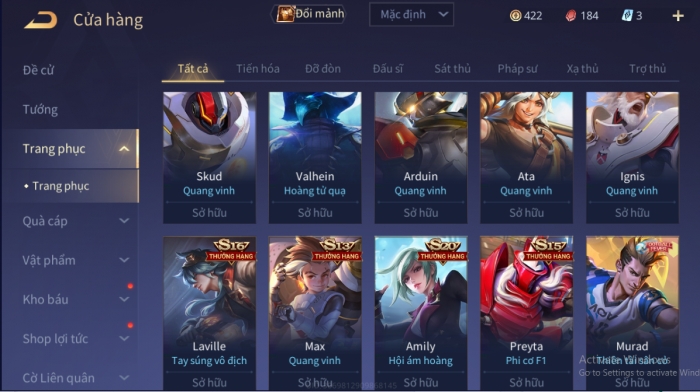 Cửa hàng
Đổi mảnh
Mặc định
422
184
3
Đề cử
Tướng
Trang phục
Trang phục
Quà cáp
Vật phẩm
Kho báu
Shop lợi tức
Cờ Liên quân
Tất cả Tiến hóa Đỡ đòn Đấu sĩ Sát thủ Pháp sư Xạ thủ Trợ thủ
Skud
Quang vinh
Sở hữu
Valhein
Hoàng tử quạ
Sở hữu
Arduin
Quang vinh
Sở hữu
Ata
Quang vinh
Sở hữu
Ignis
Quang vinh
Sở hữu
S16
THƯỞNG HẠNG
Laville
Tay súng vô địch
Sở hữu
S13
THƯỞNG HẠNG
Max
Quang vinh
Sở hữu
S20
THƯỞNG HẠNG
Amily
Hội ám hoàng
Sở hữu
S15
THƯỞNG HẠNG
Preyta
Phi cơ F1
Sở hữu
Murad
Thiên tài sân cỏ
Sở hữu
Activate Windows
Go to Settings to activate Wind